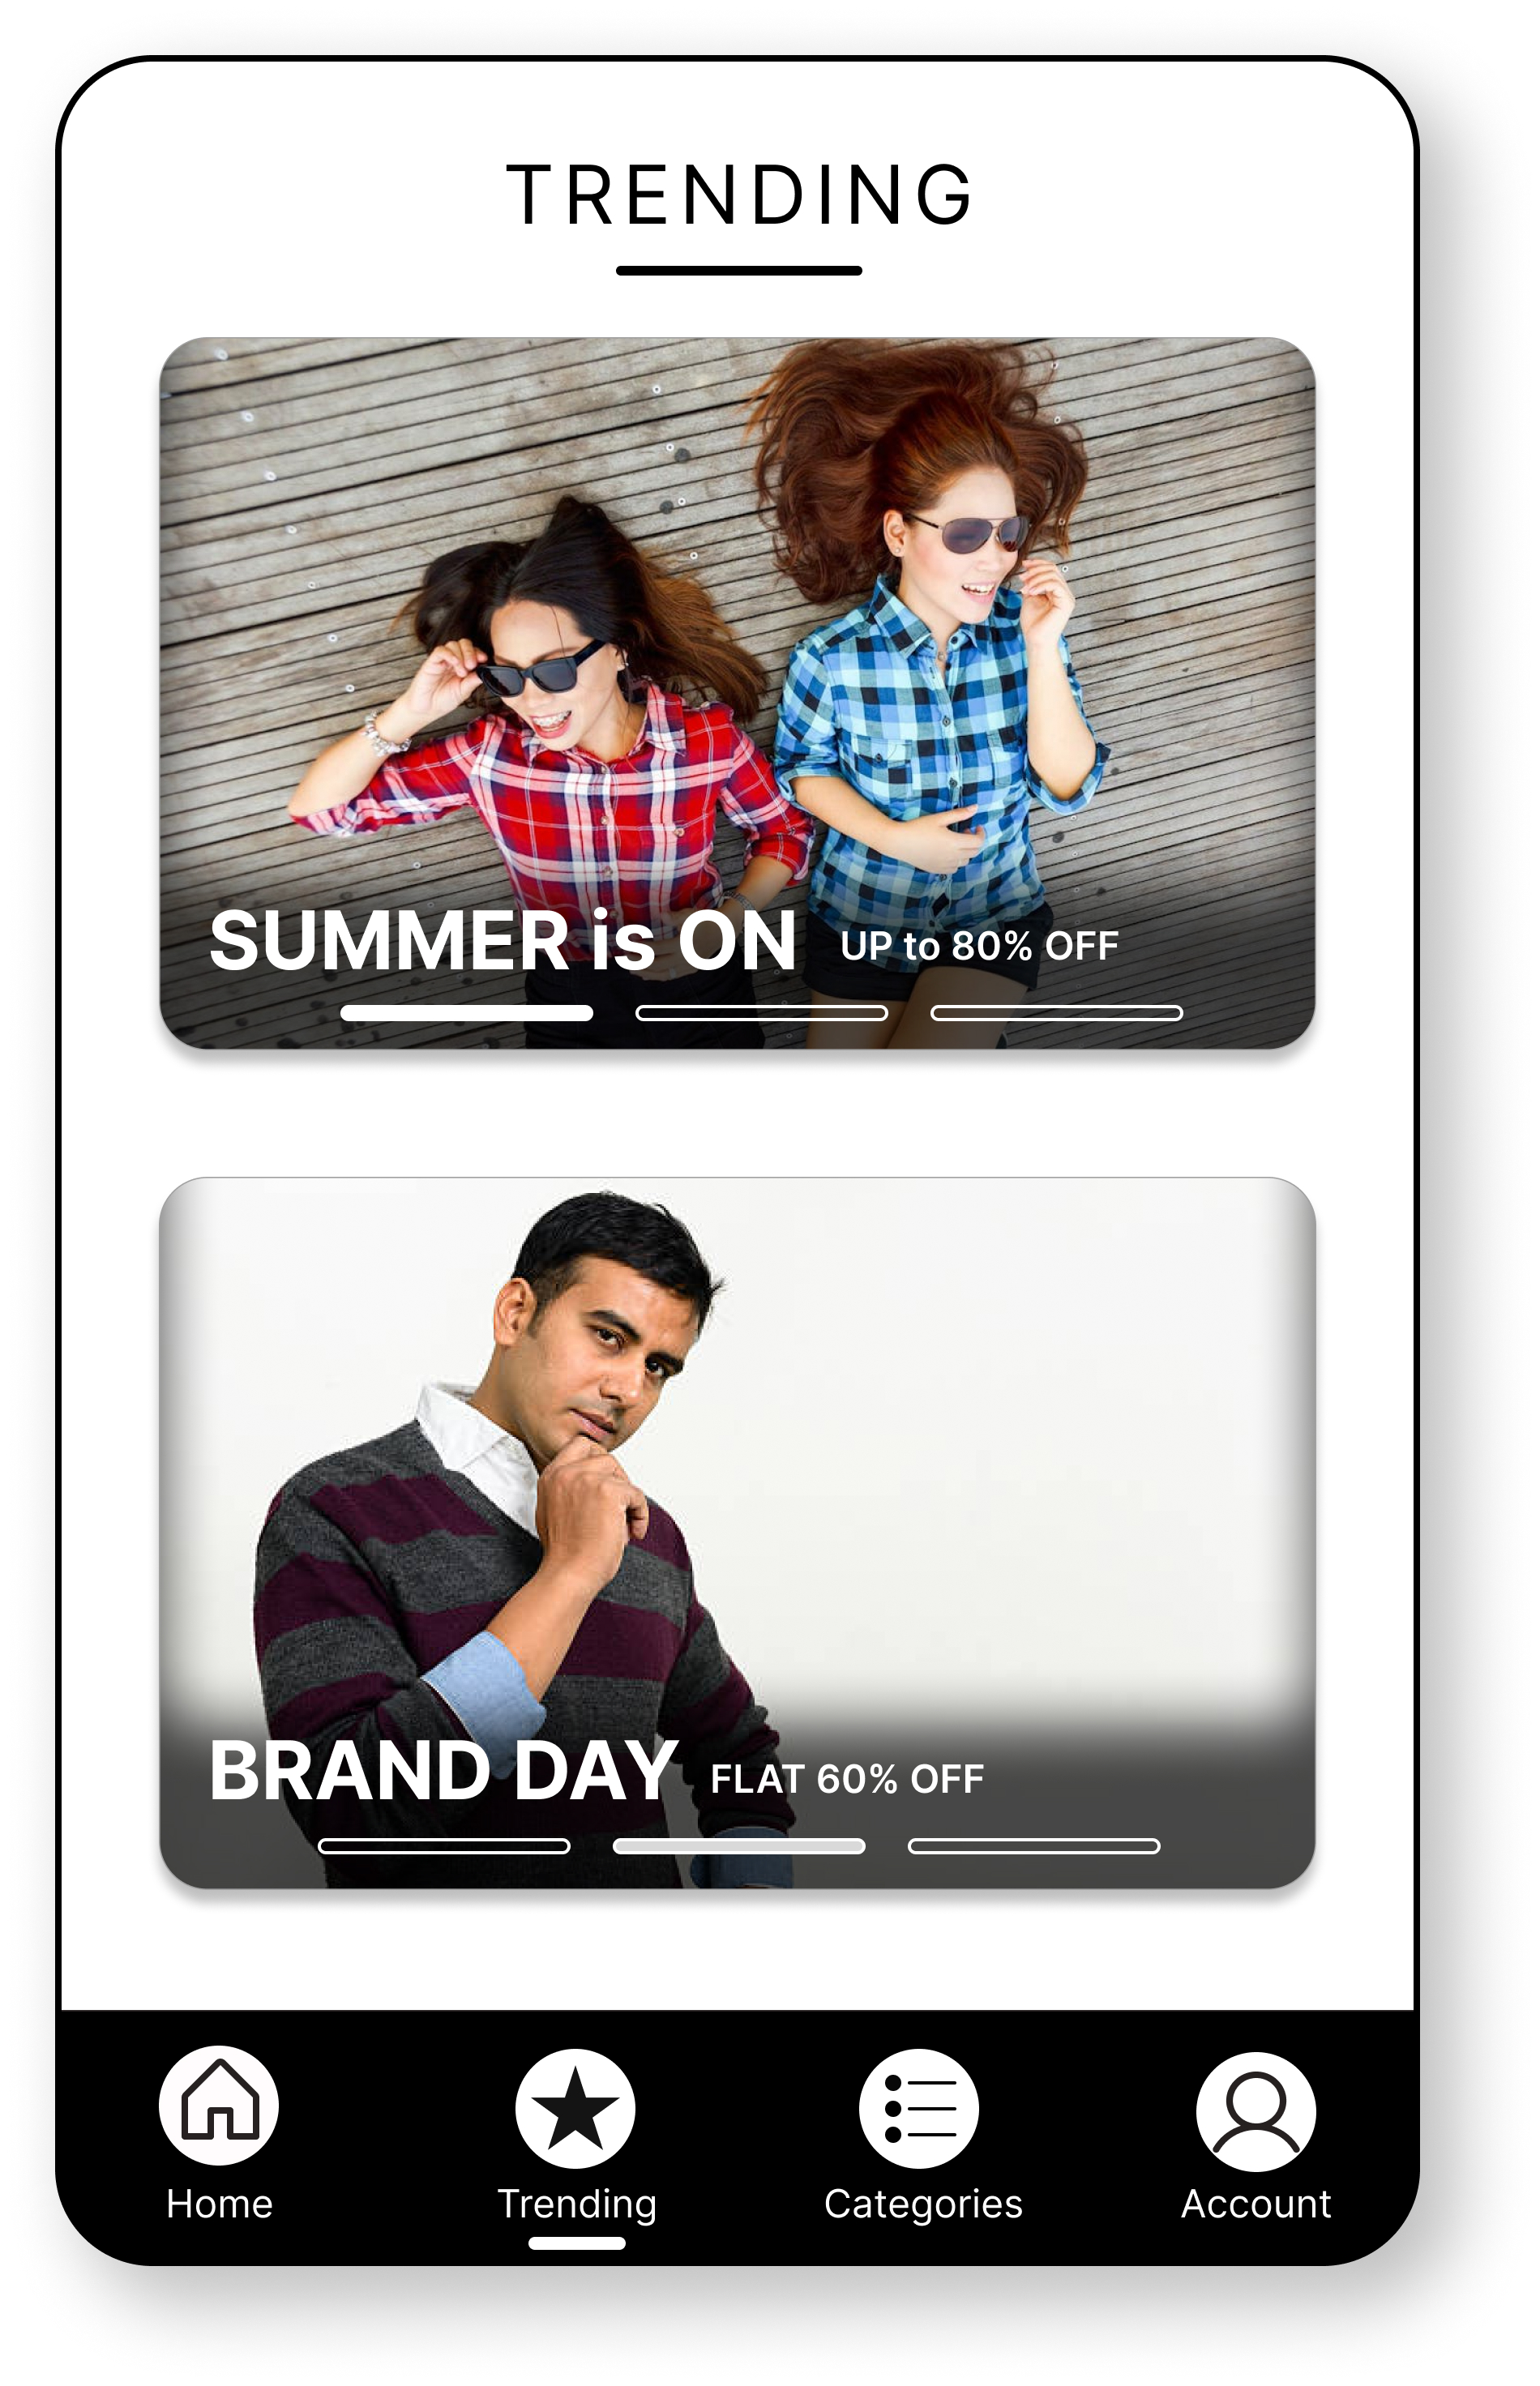 TRENDING
SUMMER is ON UP to 80% OFF
BRAND DAY FLAT 60% OFF
Home Trending Categories Account